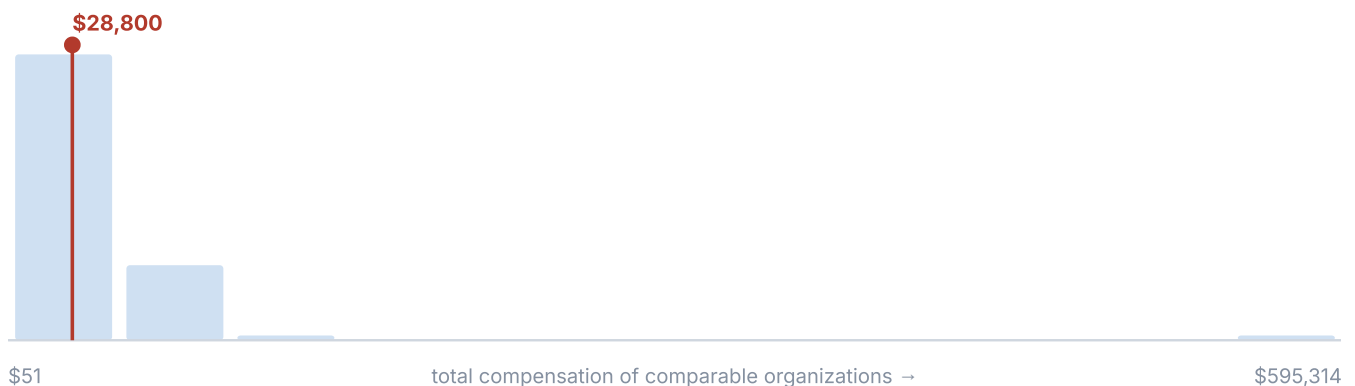 $28,800
$51
total compensation of comparable organizations →
$595,314